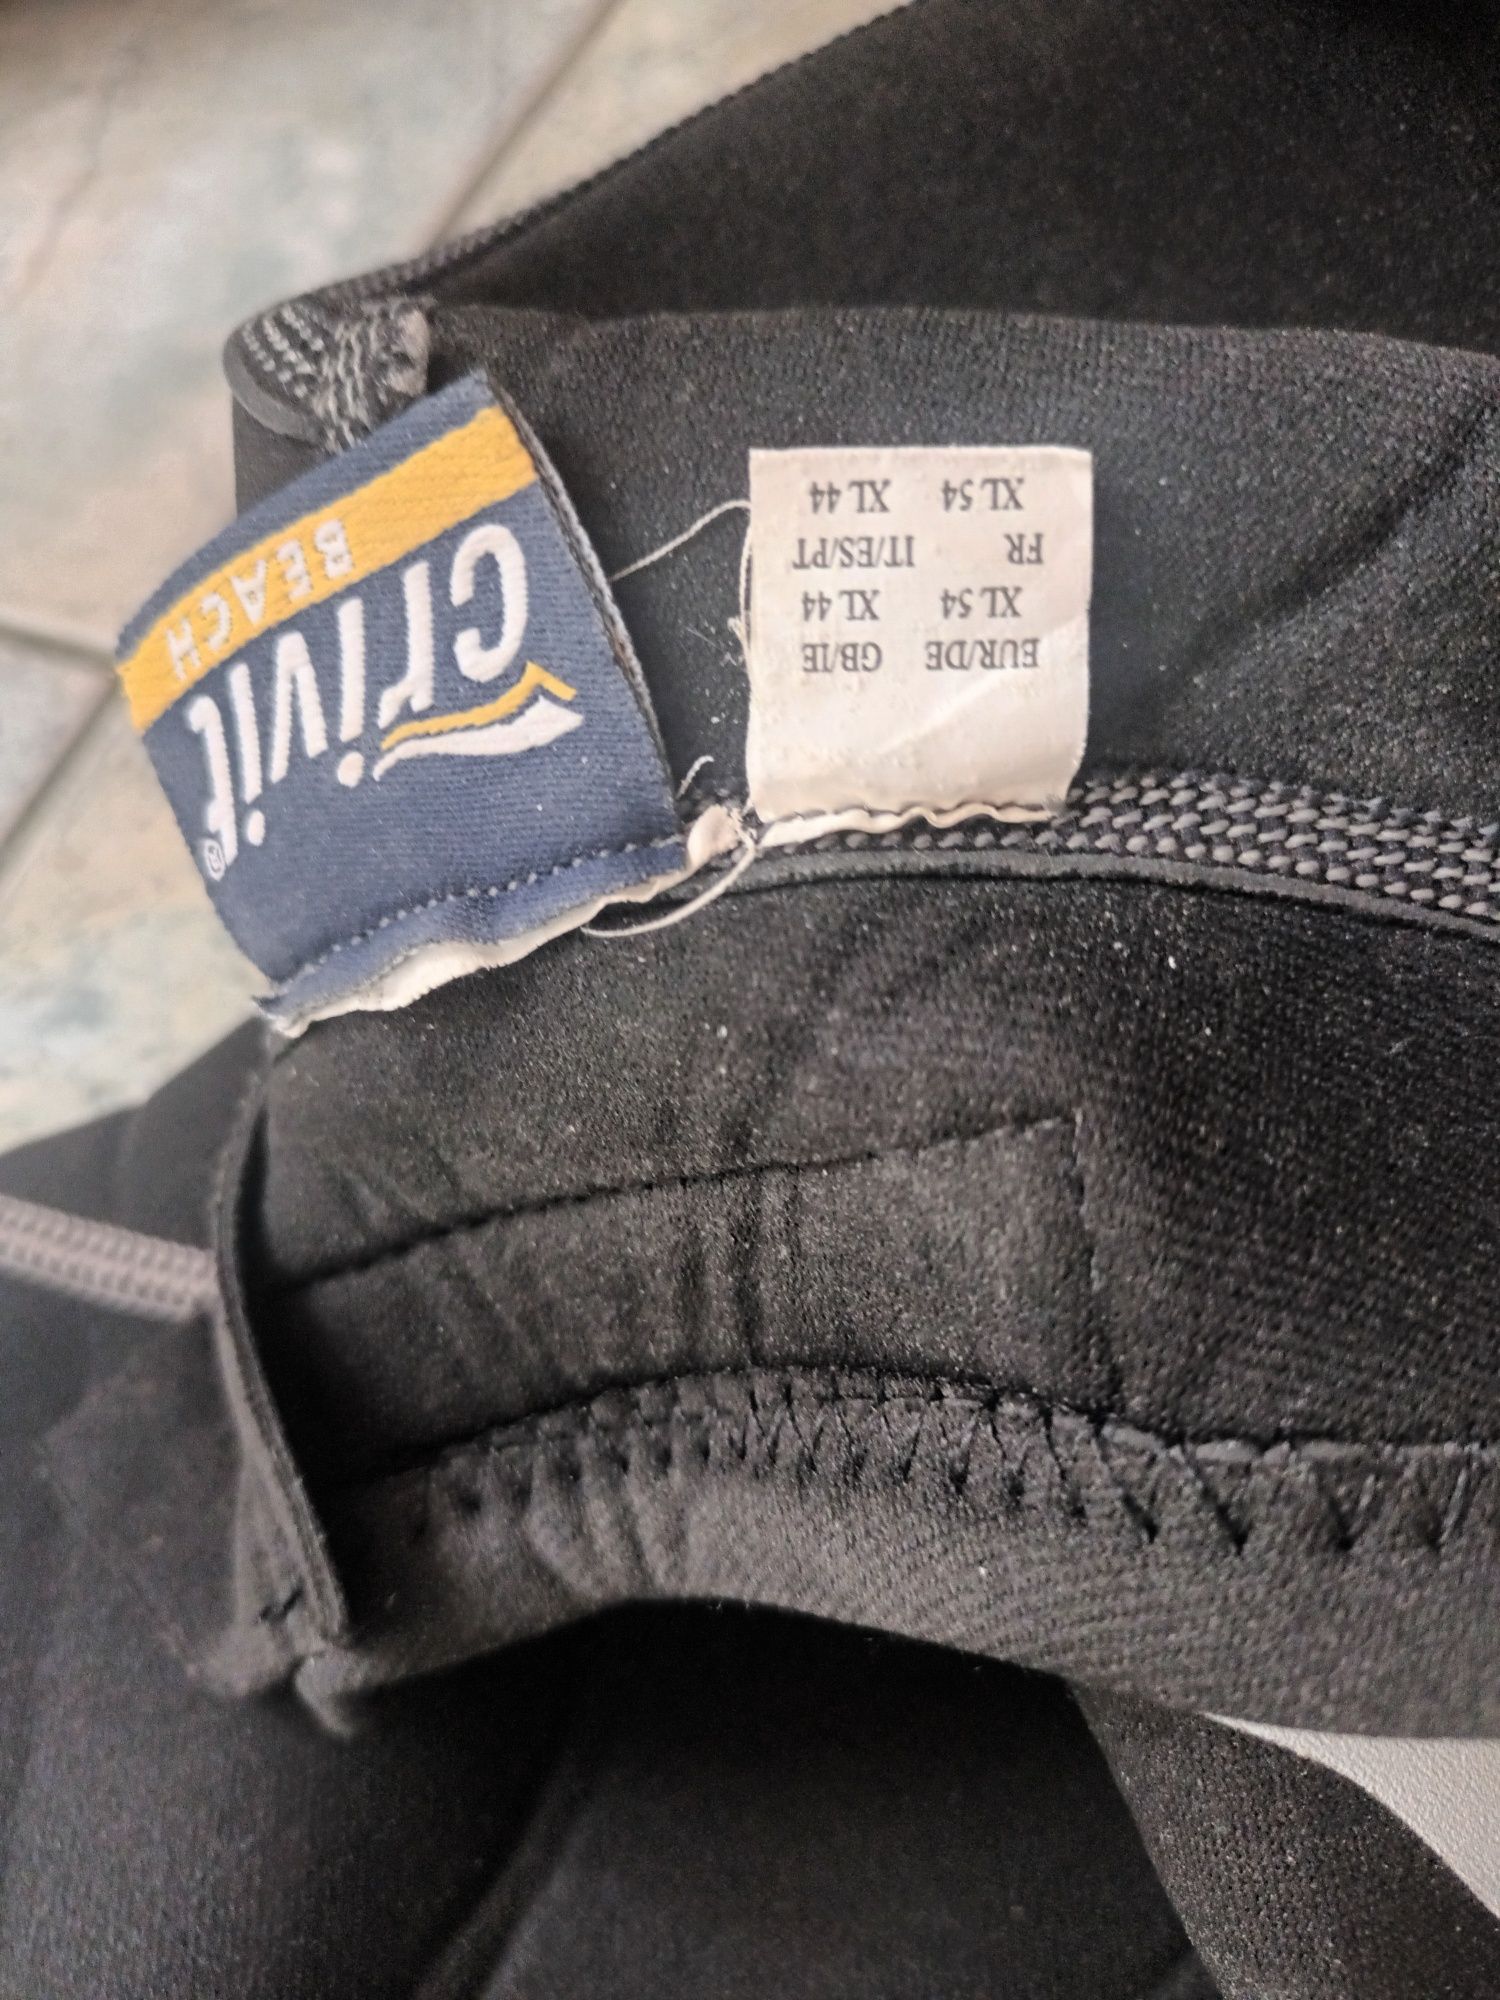 crivit®
BEACH
EUR/DE GB/IE
XL 54 XL 44
FR IT/ES/PT
XL 54 XL 44